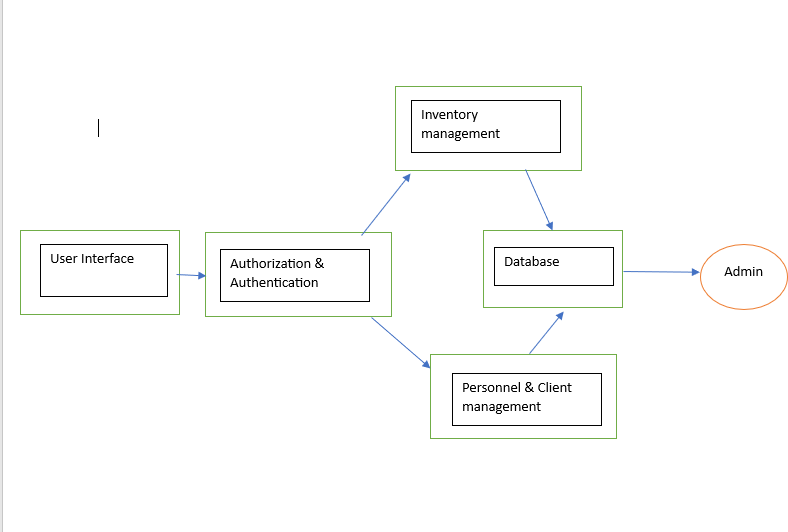 Inventory
management
User Interface
Authorization &
Authentication
Database
Admin
Personnel & Client
management